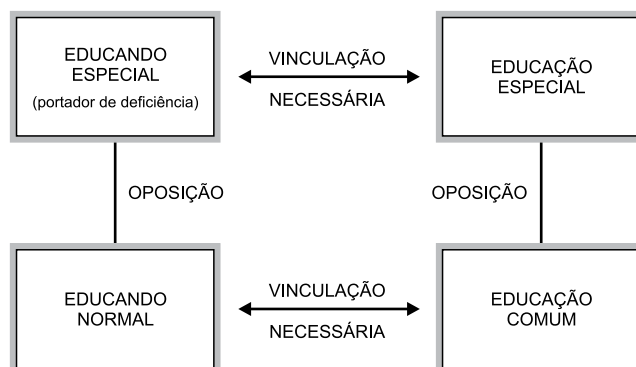 EDUCANDO
ESPECIAL
(portador de deficiência)
VINCULAÇÃO
NECESSÁRIA
EDUCAÇÃO
ESPECIAL
OPOSIÇÃO
OPOSIÇÃO
EDUCANDO
NORMAL
VINCULAÇÃO
NECESSÁRIA
EDUCAÇÃO
COMUM